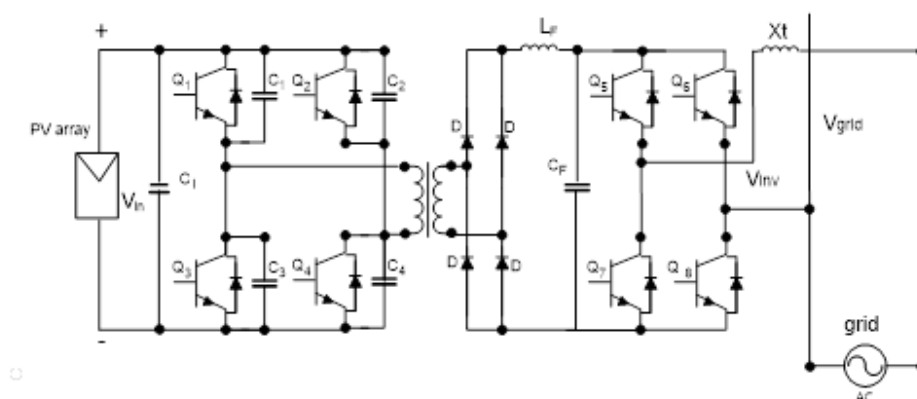 +
L_F
Xt
Q1
C1
Q2
C2
PV array
Vin
C1
D
D
Q5
Q6
Vgrid
CF
VInv
Q3
C3
Q4
C4
D
D
Q7
Q8
-
grid
AC